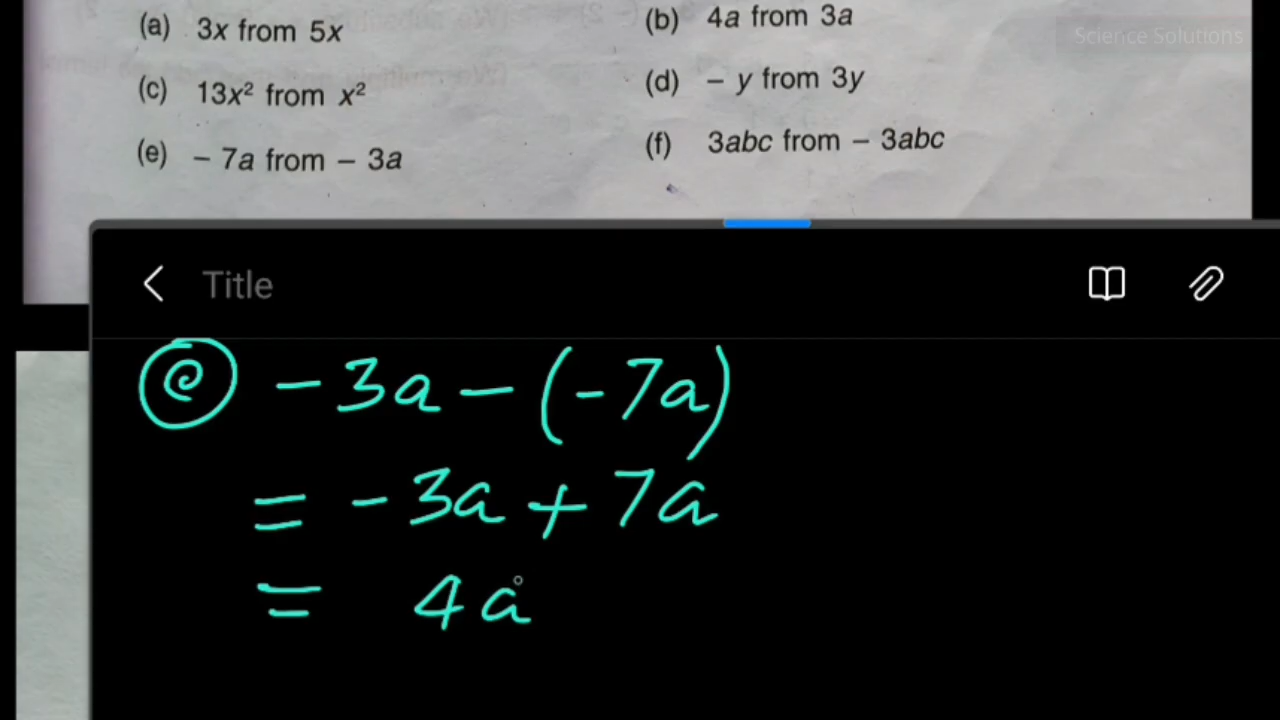 (a) 3x from 5x
(b) 4a from 3a
Science Solutions
(c) 13x² from x²
(d) – y from 3y
(e) – 7a from – 3a
(f) 3abc from – 3abc
Title
e – 3a – (-7a)
= -3a + 7a
= 4a